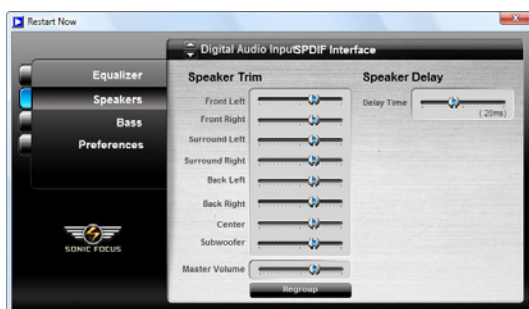 Restart Now
Digital Audio InputSPDIF Interface
Equalizer
Speakers
Bass
Preferences
SONIC FOCUS
Speaker Trim
Front Left
Front Right
Surround Left
Surround Right
Back Left
Back Right
Center
Subwoofer
Master Volume
Regroup
Speaker Delay
Delay Time
( 20ms)